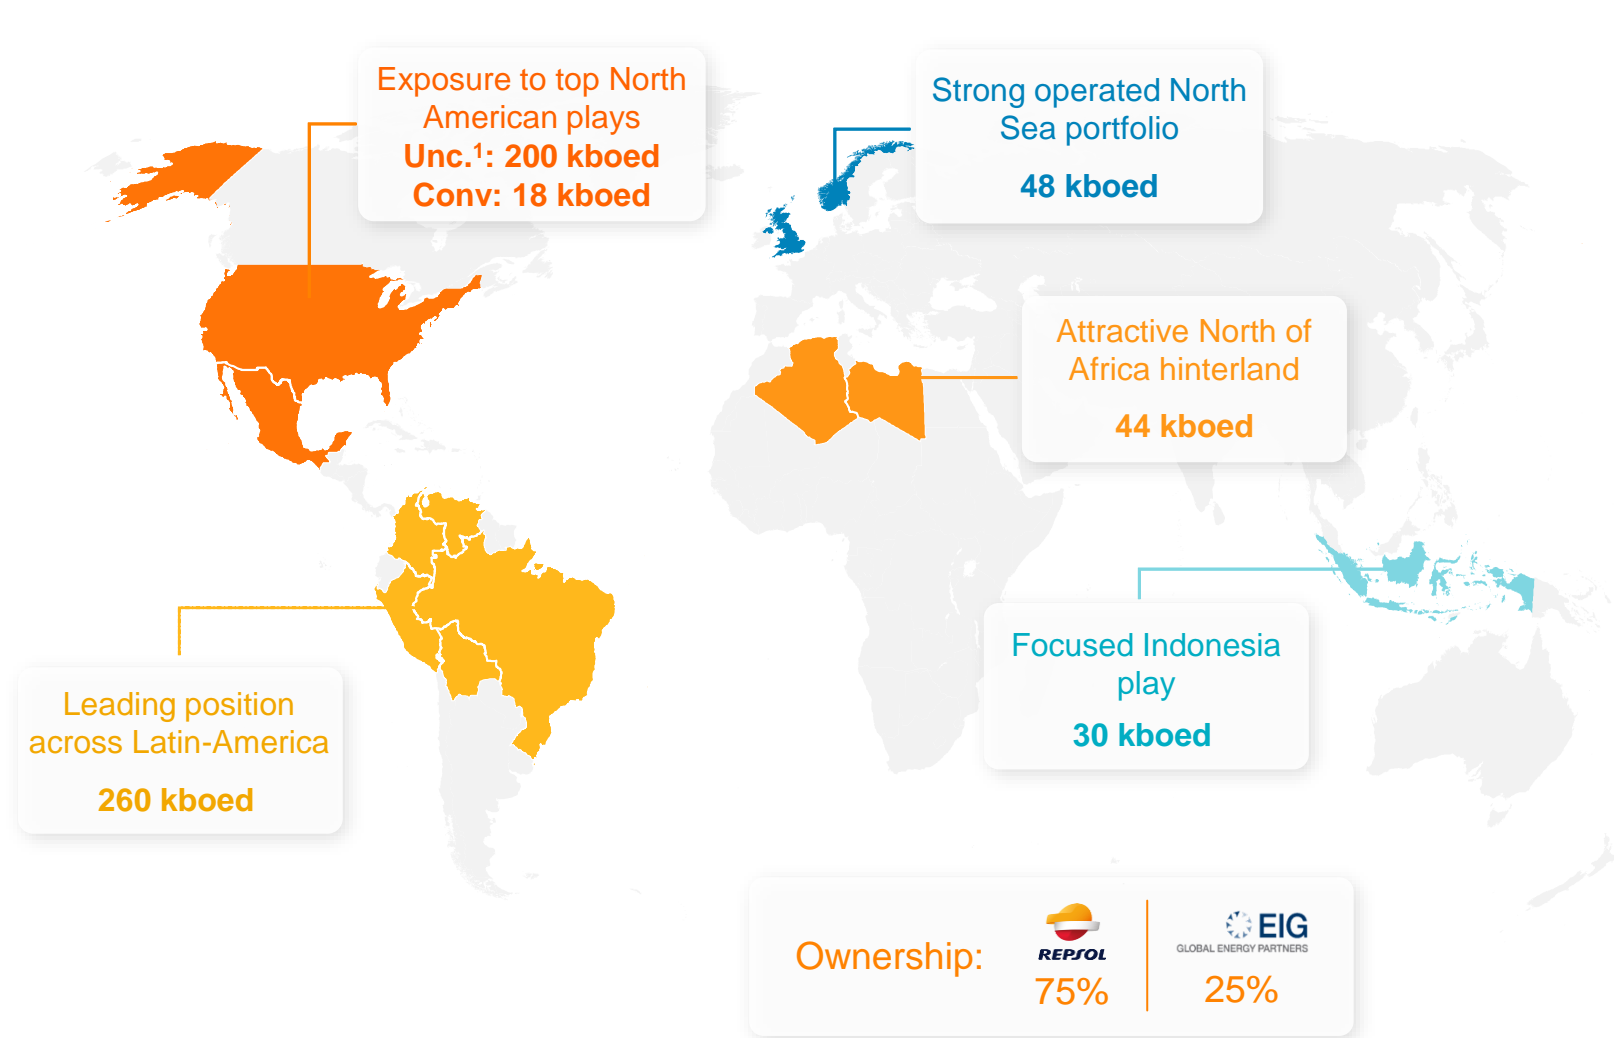 Exposure to top North
American plays
Unc.¹: 200 kboed
Conv: 18 kboed
Strong operated North
Sea portfolio
48 kboed
Attractive North of
Africa hinterland
44 kboed
Focused Indonesia
play
30 kboed
Leading position
across Latin-America
260 kboed
Ownership:
REPSOL
75%
EIG
GLOBAL ENERGY PARTNERS
25%